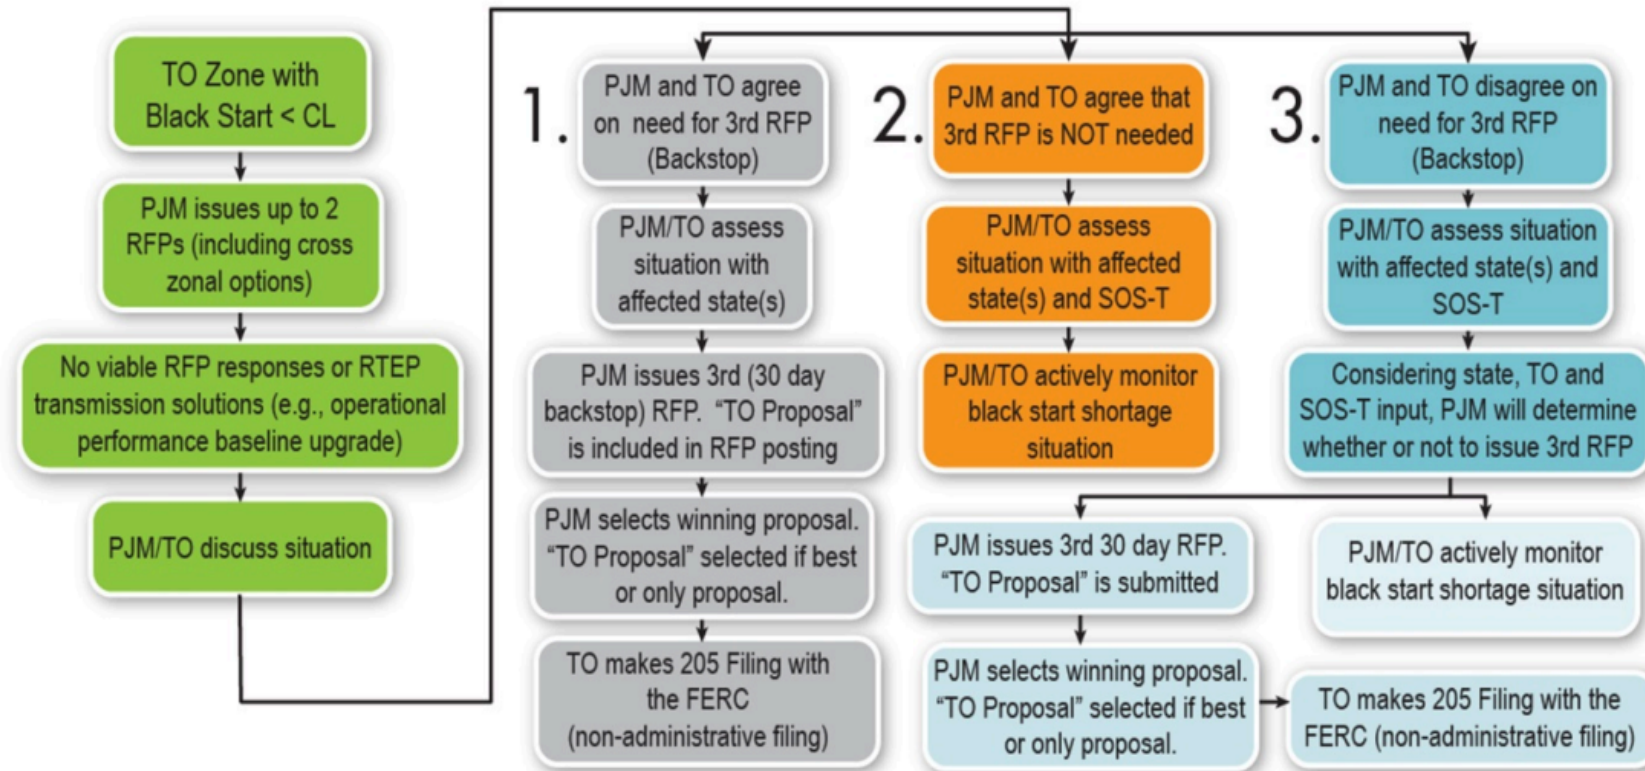 TO Zone with
Black Start < CL
PJM issues up to 2
RFPs (including cross
zonal options)
No viable RFP responses or RTEP
transmission solutions (e.g., operational
performance baseline upgrade)
PJM/TO discuss situation
1.
PJM and TO agree
on need for 3rd RFP
(Backstop)
PJM/TO assess
situation with
affected state(s)
PJM issues 3rd (30 day
backstop) RFP. “TO Proposal”
is included in RFP posting
PJM selects winning proposal.
“TO Proposal” selected if best
or only proposal.
TO makes 205 Filing with
the FERC
(non-administrative filing)
2.
PJM and TO agree that
3rd RFP is NOT needed
PJM/TO assess
situation with affected
state(s) and SOS-T
PJM/TO actively monitor
black start shortage
situation
3.
PJM and TO disagree on
need for 3rd RFP
(Backstop)
PJM/TO assess situation
with affected state(s) and
SOS-T
Considering state, TO and
SOS-T input, PJM will determine
whether or not to issue 3rd RFP
PJM issues 3rd 30 day RFP.
“TO Proposal” is submitted
PJM selects winning proposal.
“TO Proposal” selected if best
or only proposal.
TO makes 205 Filing with the
FERC (non-administrative filing)
PJM/TO actively monitor
black start shortage situation